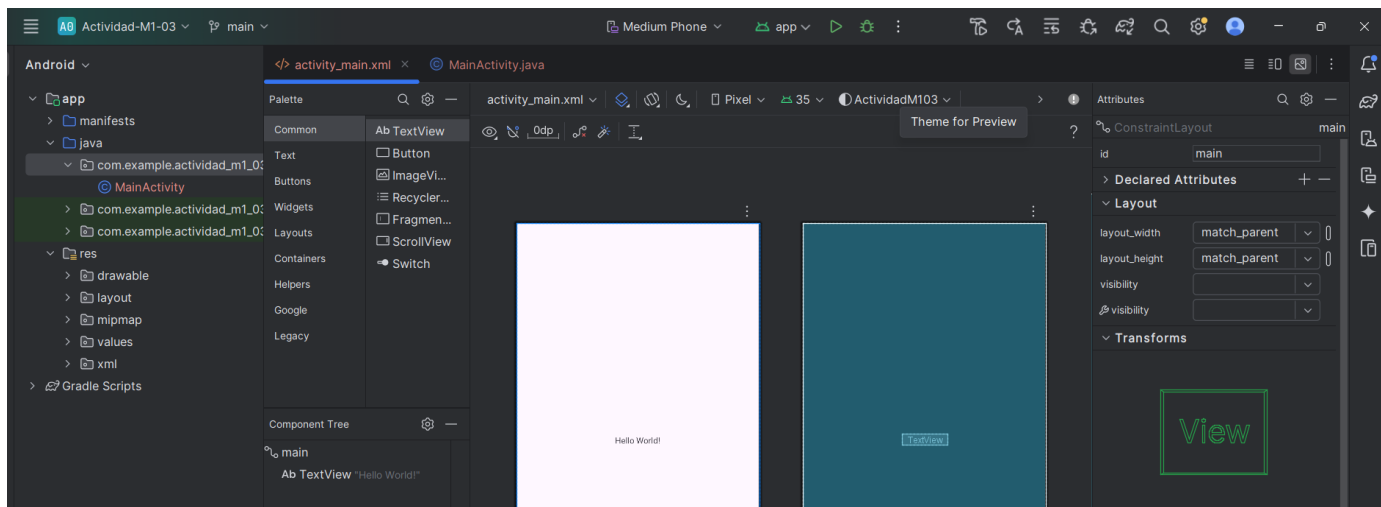 A0 Actividad-M1-03 main Medium Phone app
Android activity_main.xml MainActivity.java
app
manifests
java
com.example.actividad_m1_03
MainActivity
com.example.actividad_m1_03
com.example.actividad_m1_03
res
drawable
layout
mipmap
values
xml
Gradle Scripts
Palette
Common
Text
Buttons
Widgets
Layouts
Containers
Helpers
Google
Legacy
Ab TextView
Button
ImageVi...
Recycler...
Fragmen...
ScrollView
Switch
Component Tree
main
Ab TextView "Hello World!"
activity_main.xml Pixel 35 ActividadM103
0dp
Theme for Preview
?
Hello World!
TextView
Attributes
ConstraintLayout main
id main
Declared Attributes
Layout
layout_width match_parent
layout_height match_parent
visibility
visibility
Transforms
View